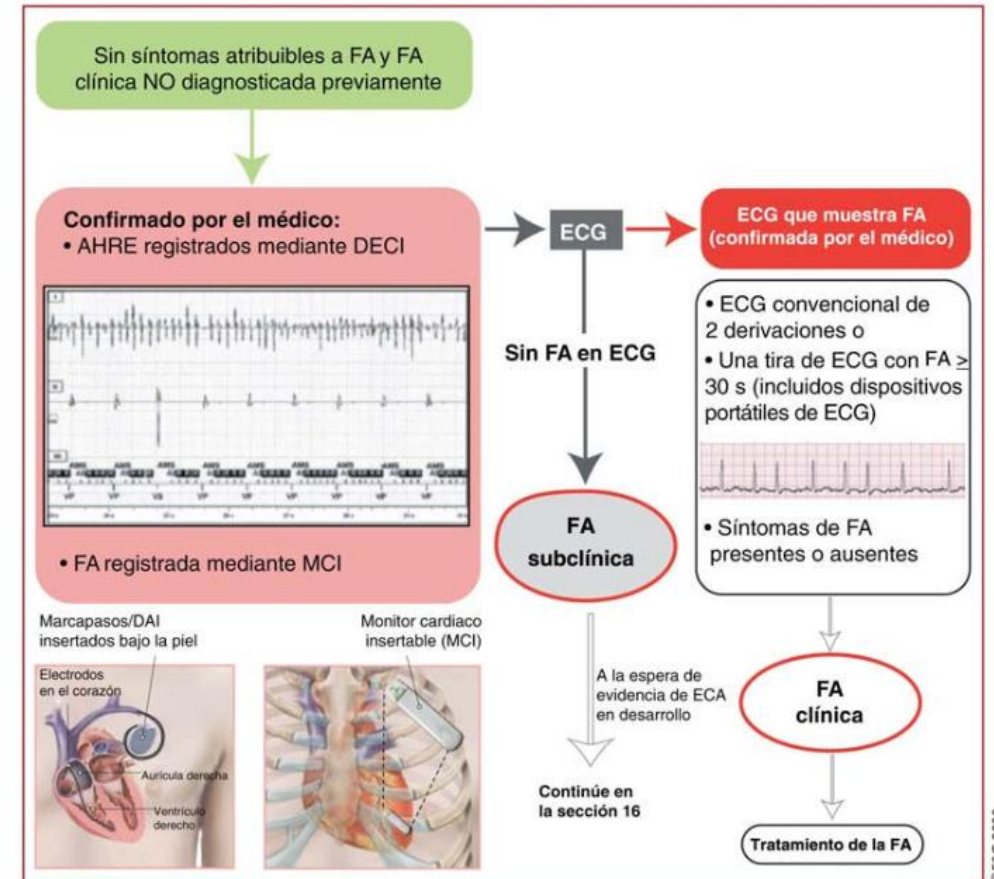 Sin síntomas atribuibles a FA y FA
clínica NO diagnosticada previamente
Confirmado por el médico:
• AHRE registrados mediante DECI
• FA registrada mediante MCI
ECG
Sin FA en ECG
FA
subclínica
A la espera de
evidencia de ECA
en desarrollo
Continúe en
la sección 16
ECG que muestra FA
(confirmada por el médico)
• ECG convencional de
2 derivaciones o
• Una tira de ECG con FA ≥
30 s (incluidos dispositivos
portátiles de ECG)
• Síntomas de FA
presentes o ausentes
FA
clínica
Tratamiento de la FA
Marcapasos/DAI
insertados bajo la piel
Electrodos
en el corazón
Aurícula derecha
Ventrículo
derecho
Monitor cardiaco
insertable (MCI)